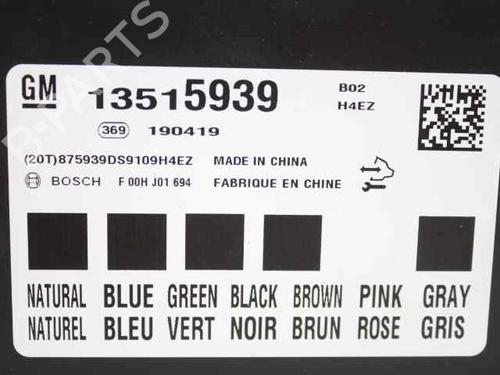 GM 13515939 B02
H4EZ
369 190419
(20T)875939DS9109H4EZ MADE IN CHINA
BOSCH F 00H J01 694 FABRIQUE EN CHINE
NATURAL BLUE GREEN BLACK BROWN PINK GRAY
NATUREL BLEU VERT NOIR BRUN ROSE GRIS
B-PARTS